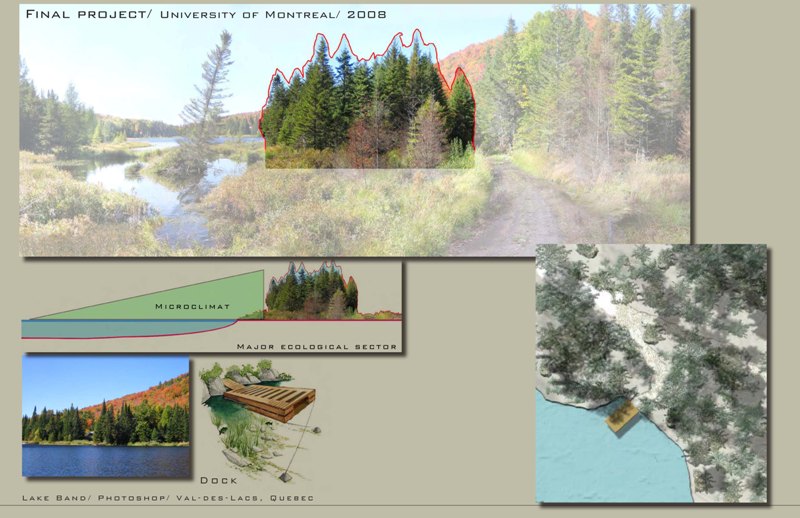 Final project/ University of Montreal/ 2008
Microclimat
Major ecological sector
Dock
Lake Band/ Photoshop/ Val-des-Lacs, Quebec